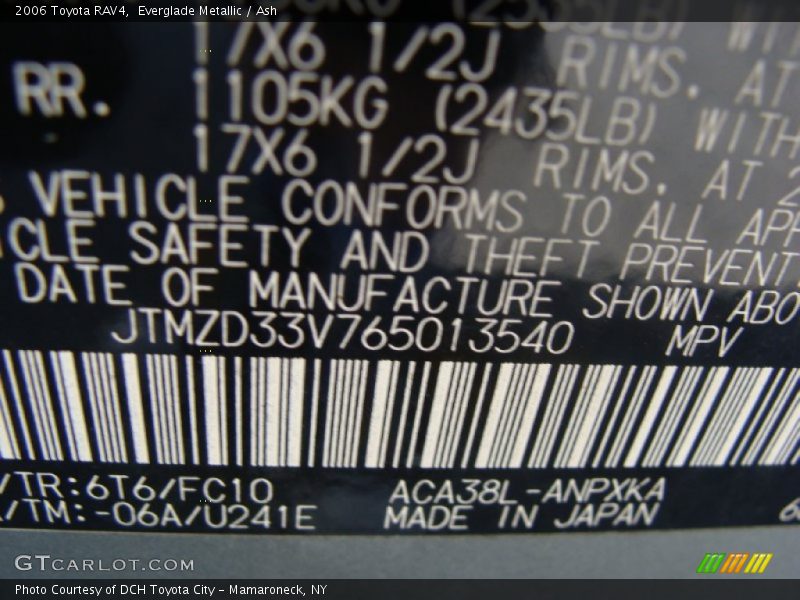 2006 Toyota RAV4, Everglade Metallic / Ash
17X6 1/2J RIMS. AT
RR. 1105KG (2435LB) WITH
17X6 1/2J RIMS. AT 2
VEHICLE CONFORMS TO ALL APP
CLE SAFETY AND THEFT PREVENT
DATE OF MANUFACTURE SHOWN ABO
JTMZD33V765013540 MPV
/TR:6T6/FC10 ACA38L-ANPXKA
/TM:-06A/U241E MADE IN JAPAN
GTCARLOT.COM
Photo Courtesy of DCH Toyota City – Mamaroneck, NY